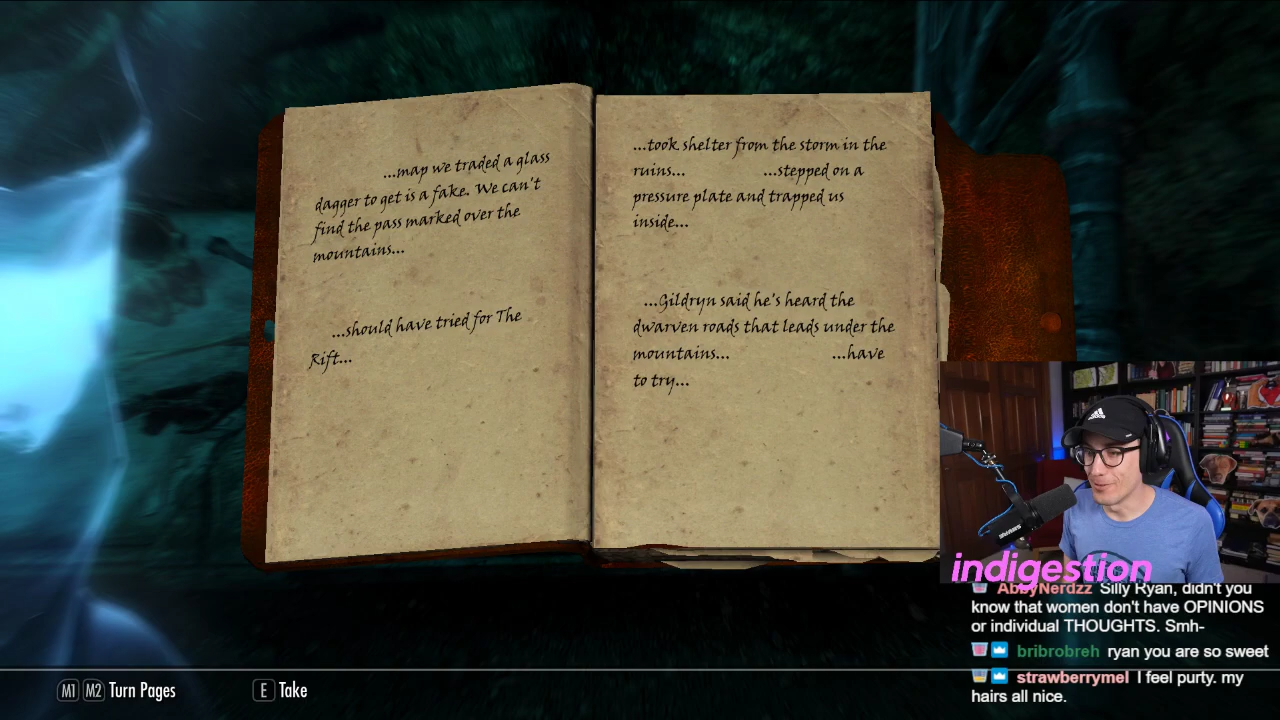 ...map we traded a glass
dagger to get is a fake. We can't
find the pass marked over the
mountains...
...should have tried for The
Rift...
...took shelter from the storm in the
ruins... ...stepped on a
pressure plate and trapped us
inside...
...Gildryn said he's heard the
dwarven roads that leads under the
mountains... ...have
to try...
indigestion
AbbyNerdzz Silly Ryan, didn't you
know that women don't have OPINIONS
or individual THOUGHTS. Smh-
bribrobreh ryan you are so sweet
strawberrymel I feel purty. my
hairs all nice.
M1 M2 Turn Pages
E Take